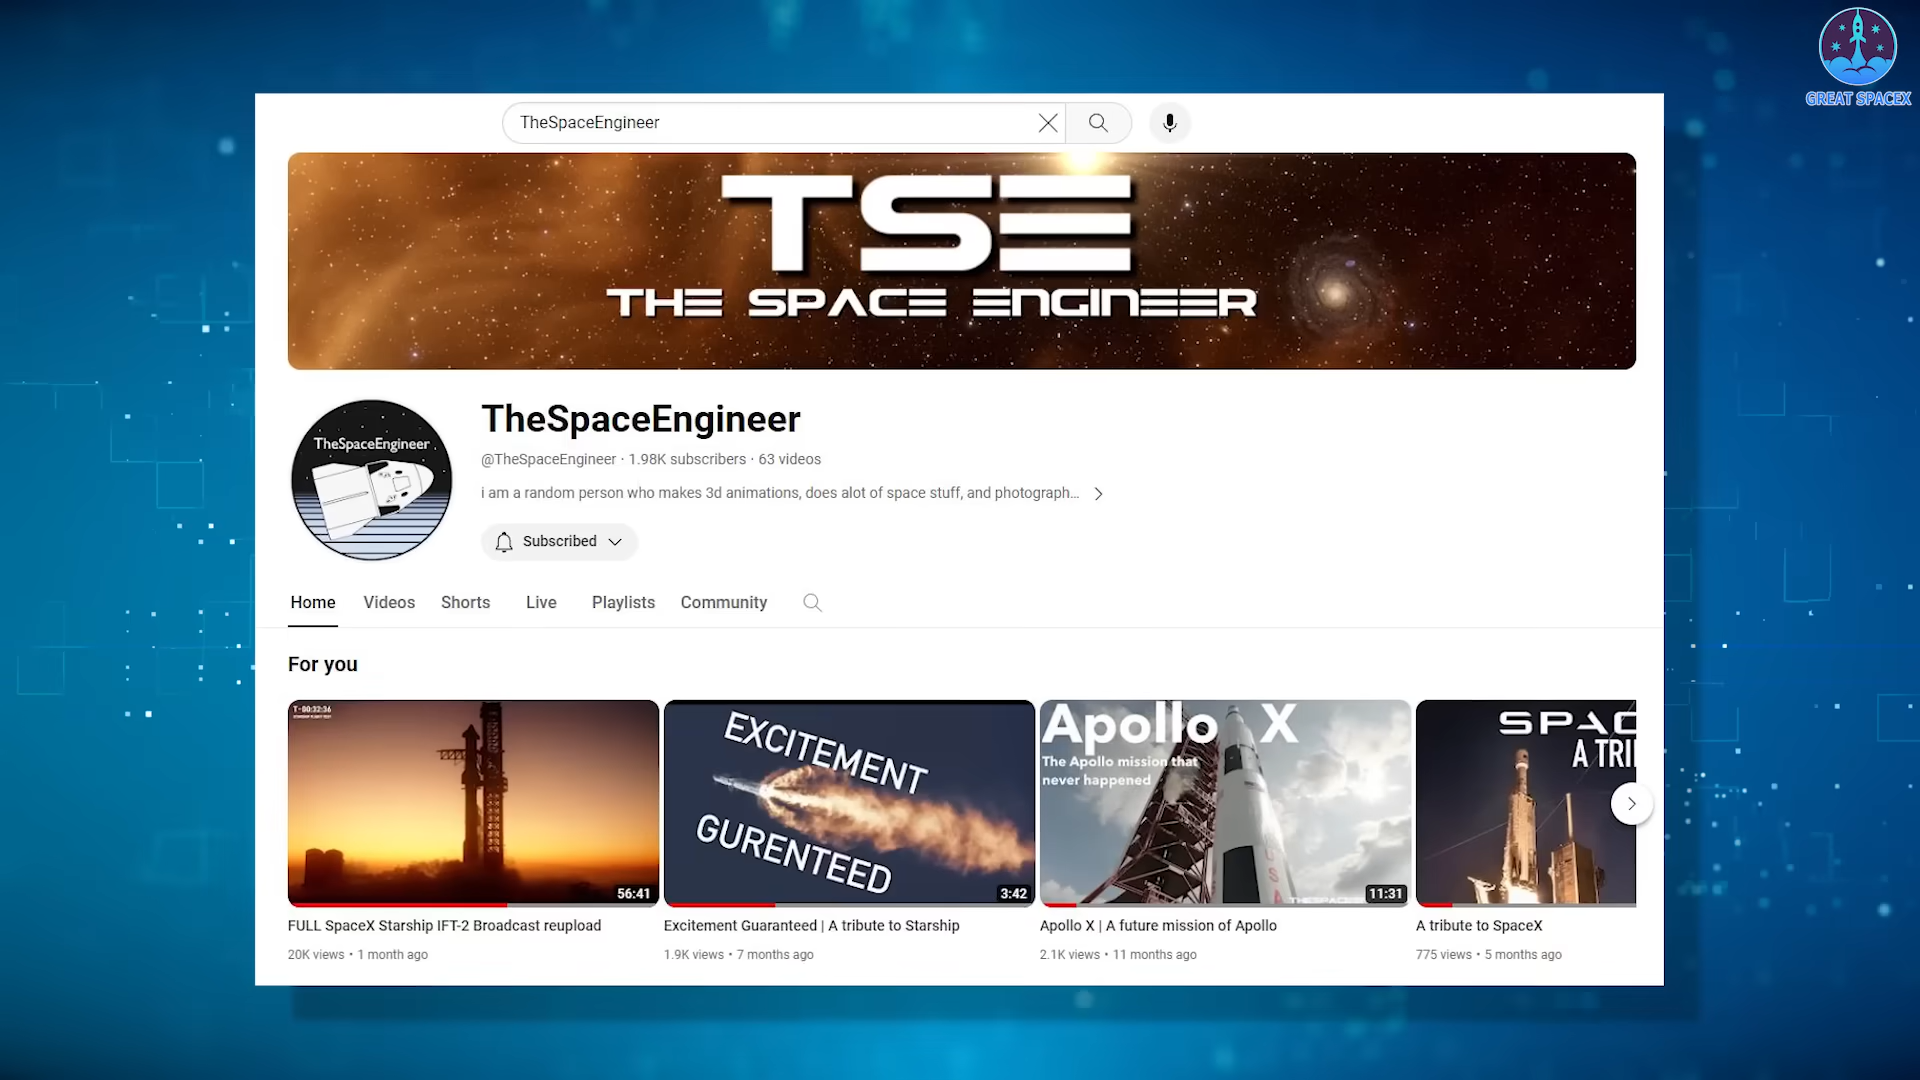 GREAT SPACEX
TheSpaceEngineer
TSE
THE SPACE ENGINEER
TheSpaceEngineer
TheSpaceEngineer
@TheSpaceEngineer · 1.98K subscribers · 63 videos
i am a random person who makes 3d animations, does alot of space stuff, and photograph...
Subscribed
Home Videos Shorts Live Playlists Community
For you
T-00:32:36
56:41
FULL SpaceX Starship IFT-2 Broadcast reupload
20K views • 1 month ago
EXCITEMENT
GURENTEED
3:42
Excitement Guaranteed | A tribute to Starship
1.9K views • 7 months ago
Apollo X
The Apollo mission that
never happened
USA
11:31
Apollo X | A future mission of Apollo
2.1K views • 11 months ago
SPAC
A TRI
A tribute to SpaceX
775 views • 5 months ago